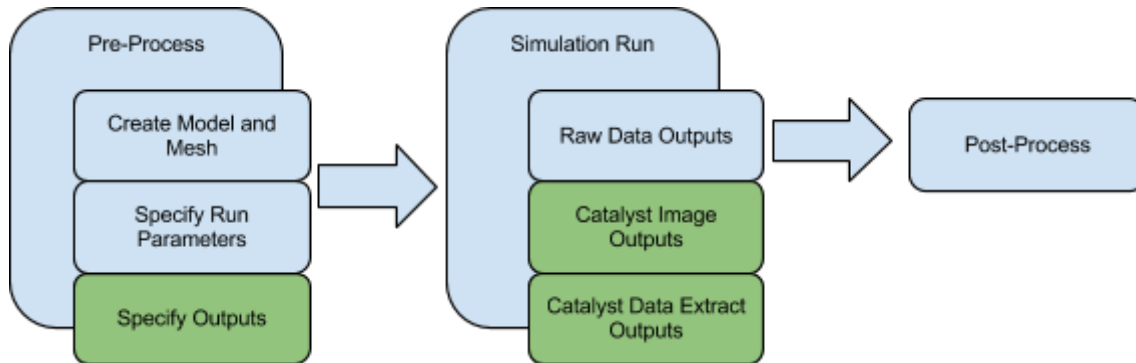 Pre-Process
Create Model and
Mesh
Specify Run
Parameters
Specify Outputs
Simulation Run
Raw Data Outputs
Catalyst Image
Outputs
Catalyst Data Extract
Outputs
Post-Process